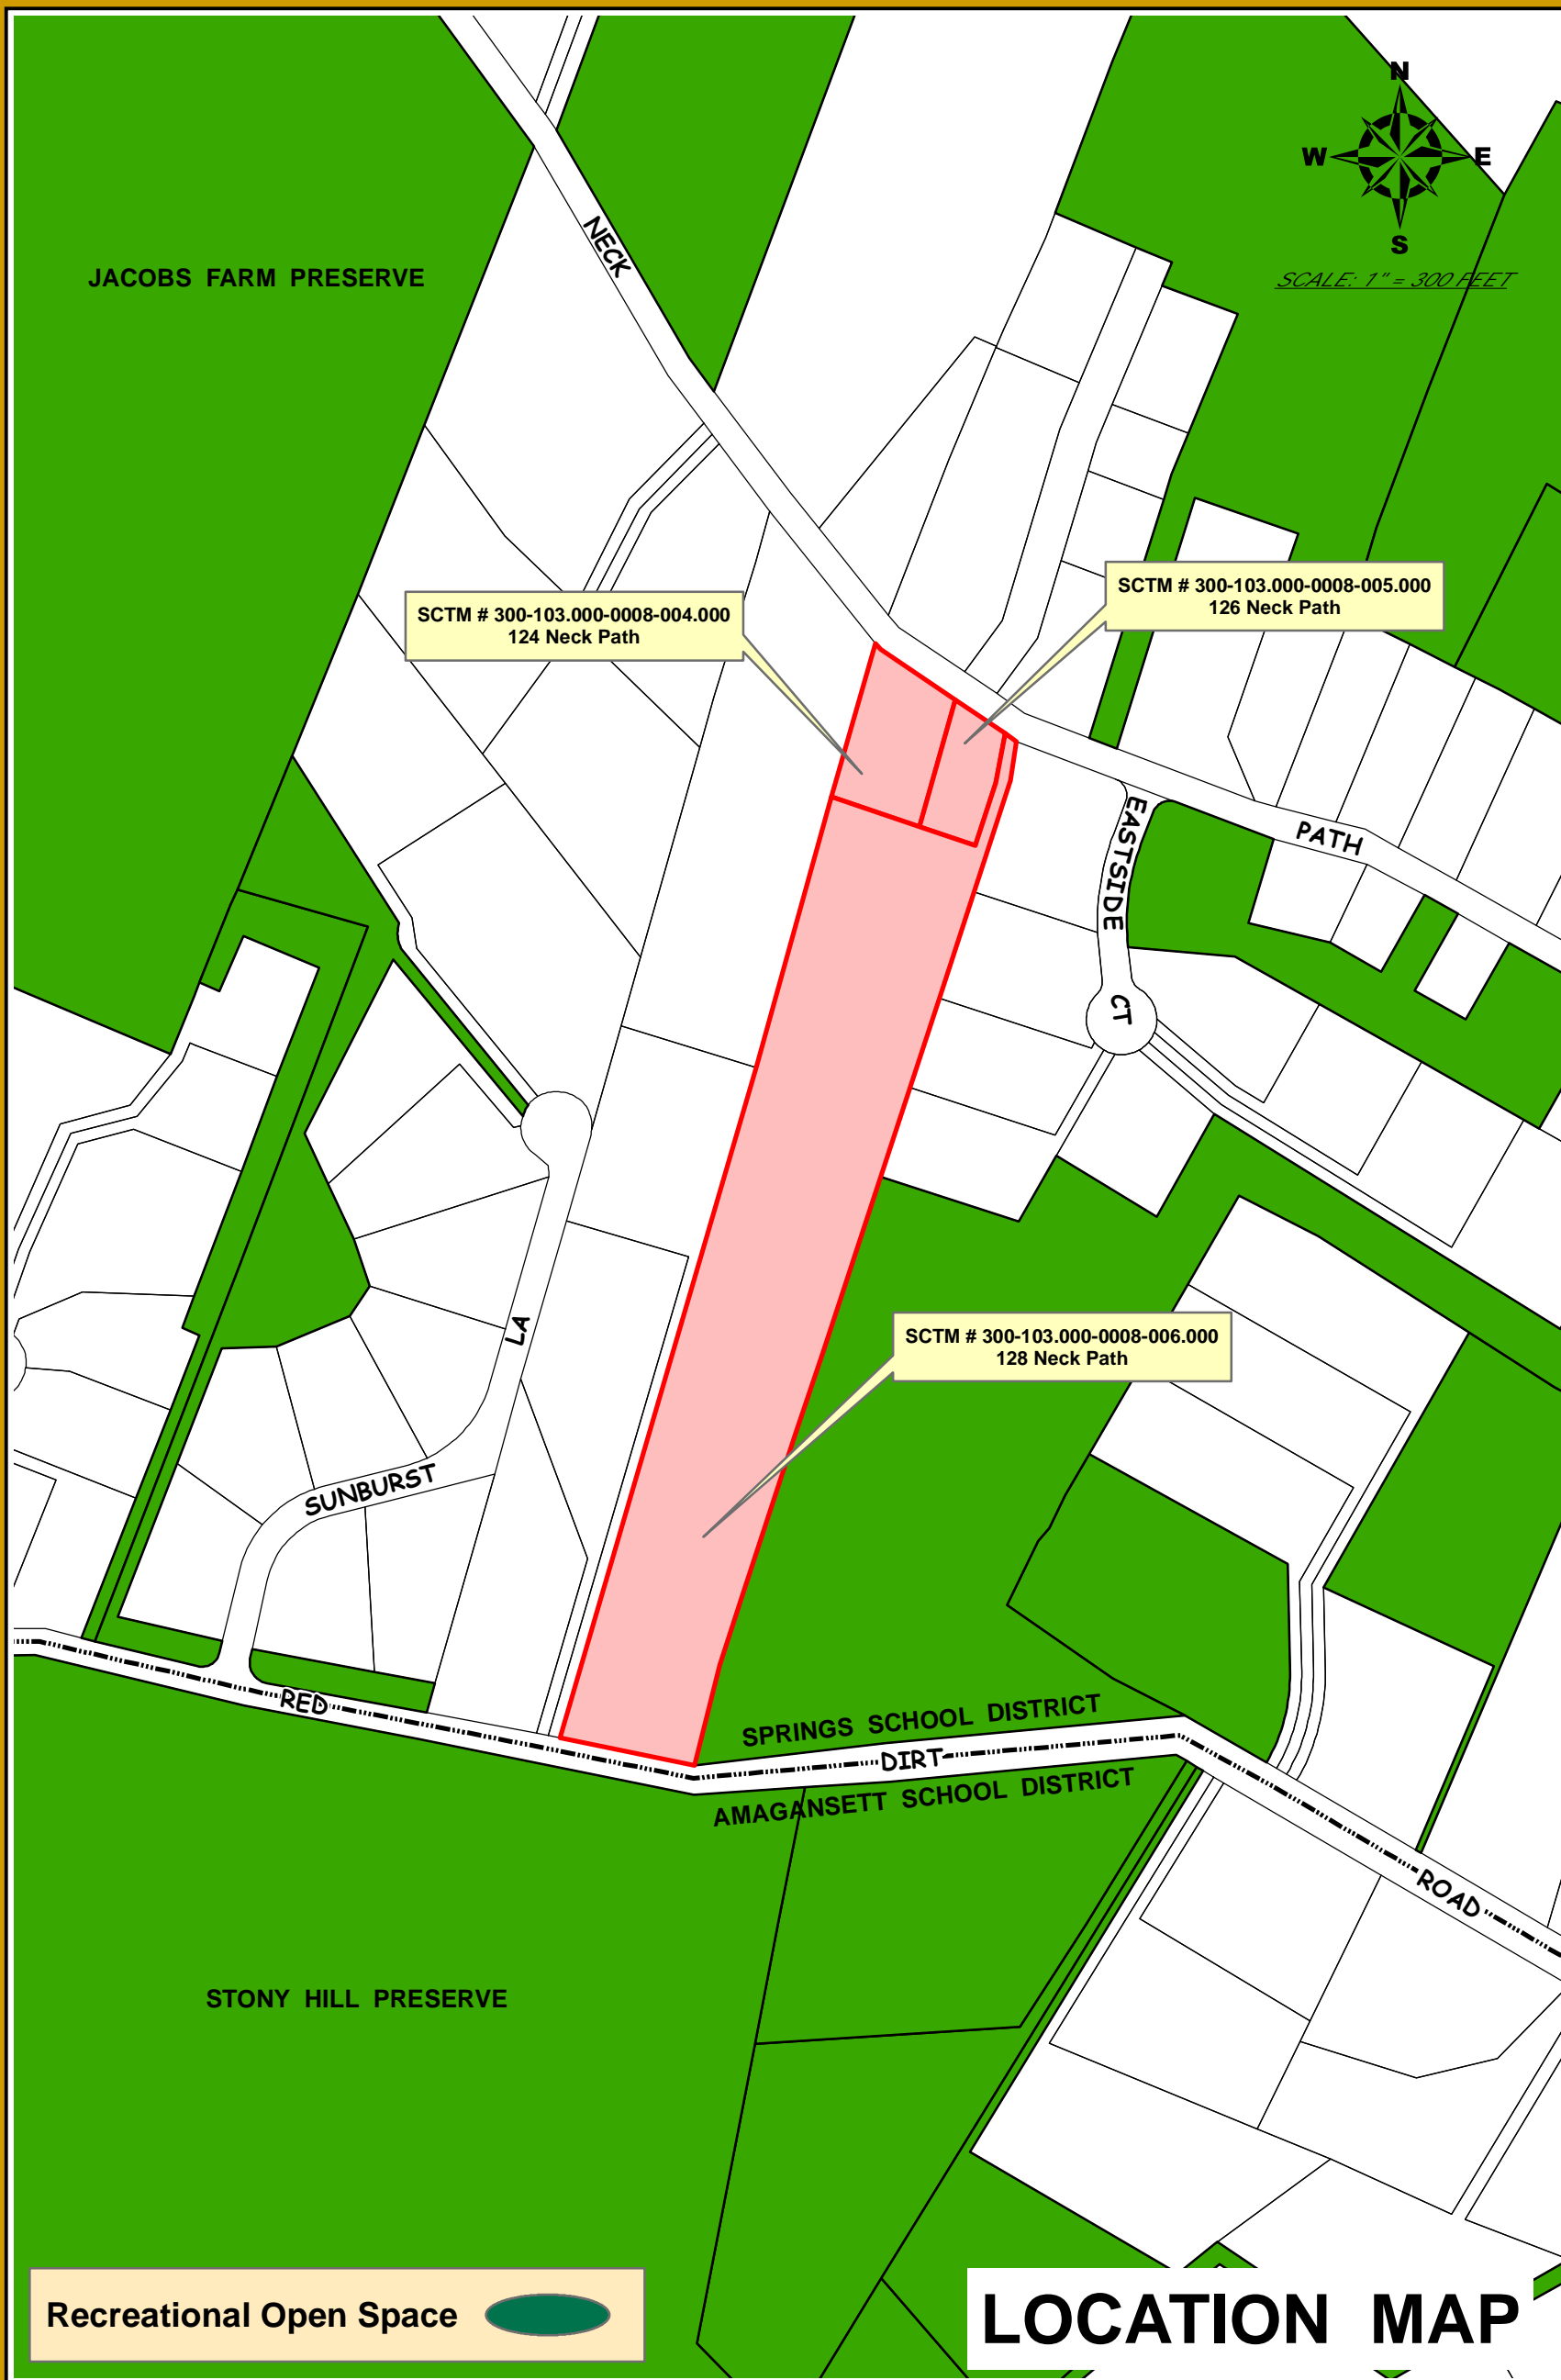 N
W E
S
SCALE: 1" = 300 FEET
JACOBS FARM PRESERVE
NECK
SCTM # 300-103.000-0008-005.000
126 Neck Path
SCTM # 300-103.000-0008-004.000
124 Neck Path
PATH
EASTSIDE
CT
SCTM # 300-103.000-0008-006.000
128 Neck Path
LA
SUNBURST
RED
SPRINGS SCHOOL DISTRICT
DIRT
AMAGANSETT SCHOOL DISTRICT
ROAD
STONY HILL PRESERVE
Recreational Open Space
LOCATION MAP